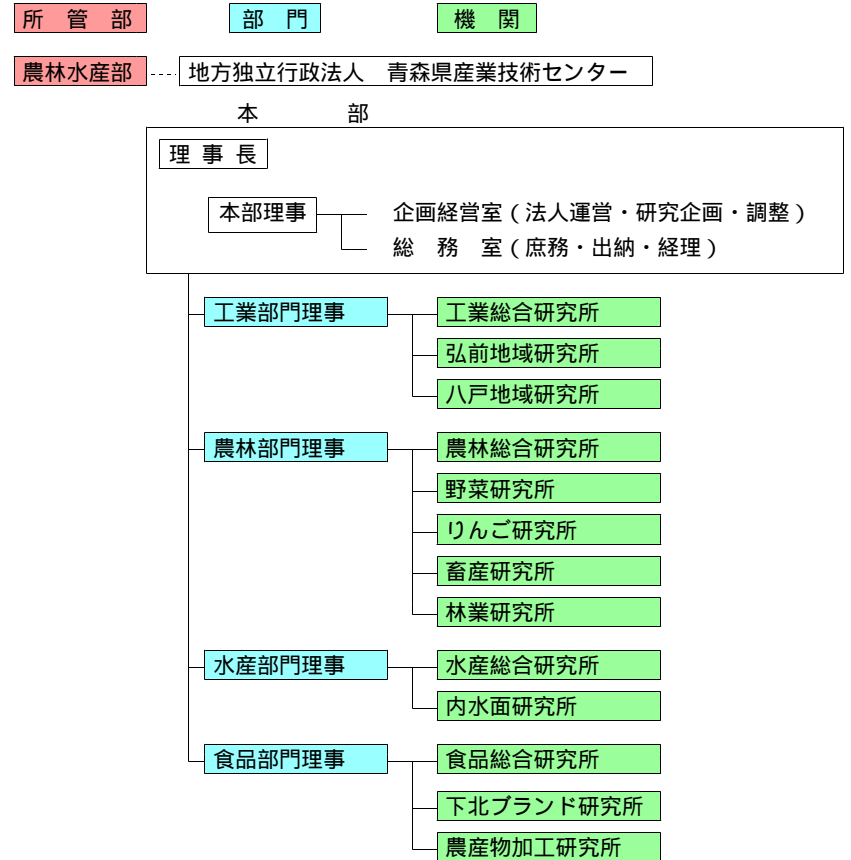 所 管 部　部 門　機 関
農林水産部　地方独立行政法人　青森県産業技術センター
本　部
理 事 長
本部理事　企画経営室（法人運営・研究企画・調整）
総　務　室（庶務・出納・経理）
工業部門理事　工業総合研究所
弘前地域研究所
八戸地域研究所
農林部門理事　農林総合研究所
野菜研究所
りんご研究所
畜産研究所
林業研究所
水産部門理事　水産総合研究所
内水面研究所
食品部門理事　食品総合研究所
下北ブランド研究所
農産物加工研究所